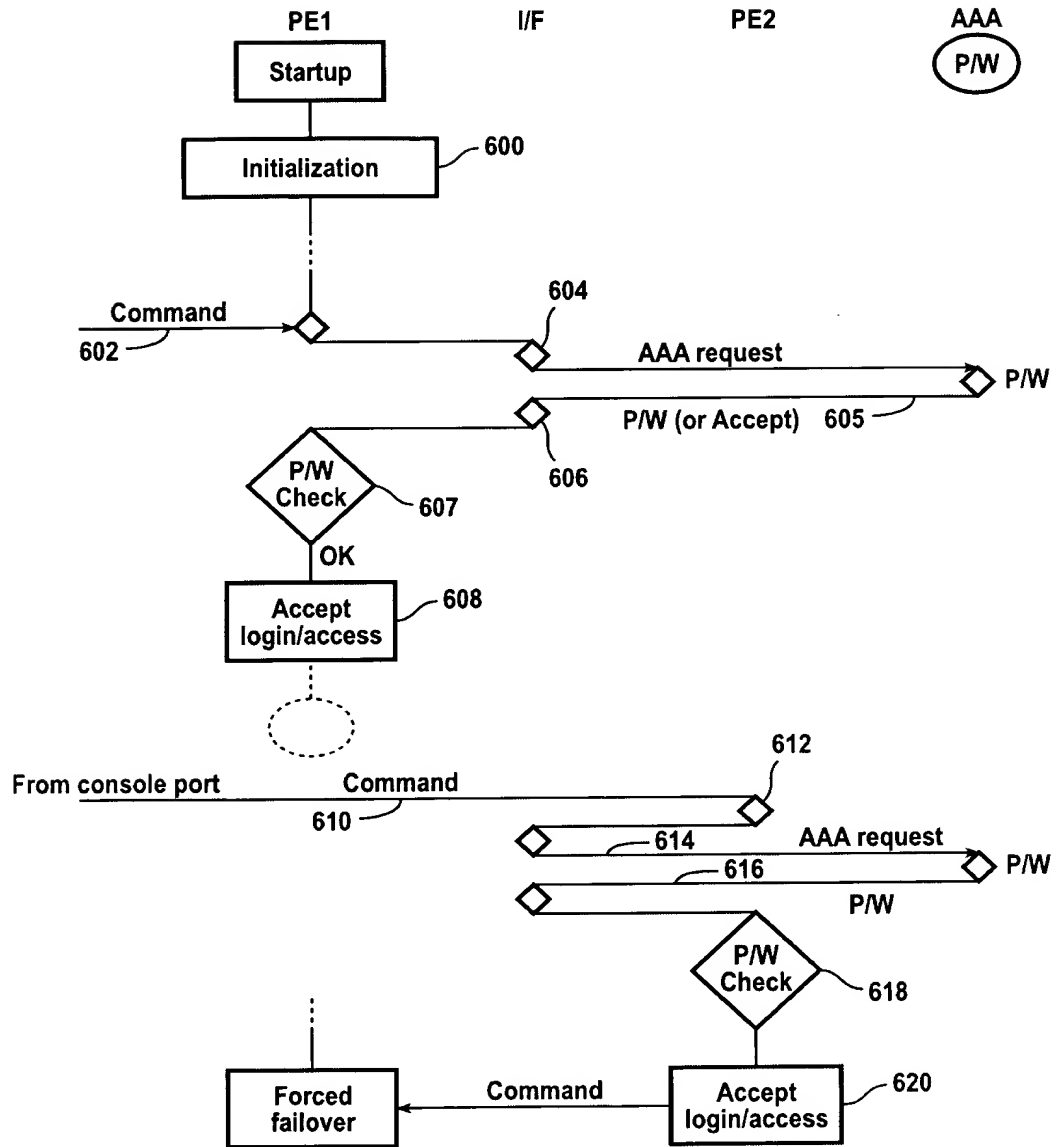 PE1 I/F PE2 AAA
Startup
P/W
Initialization
600
Command
602
604
AAA request
P/W
P/W (or Accept)
605
606
P/W
Check
607
OK
Accept
login/access
608
From console port
Command
610
612
614
AAA request
P/W
616
P/W
P/W
Check
618
Forced
failover
Command
Accept
login/access
620